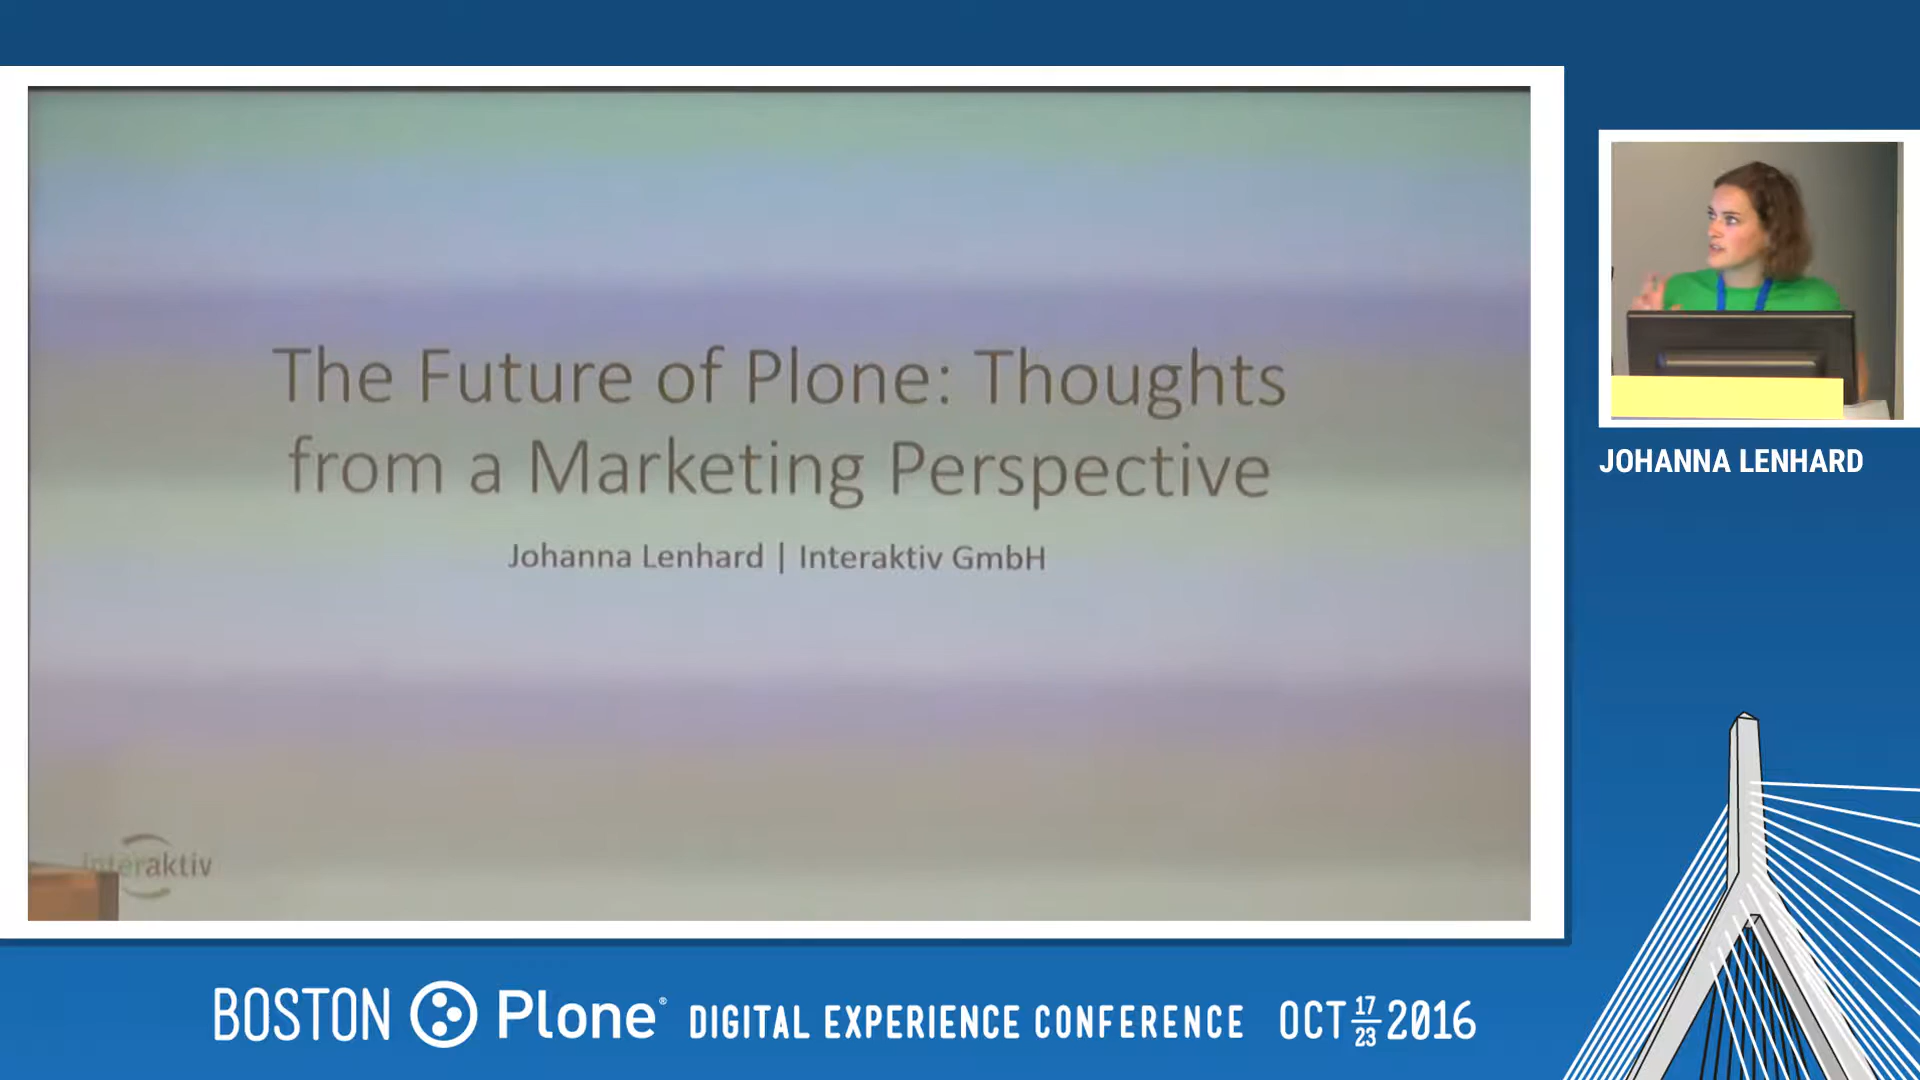 The Future of Plone: Thoughts
from a Marketing Perspective
Johanna Lenhard | Interaktiv GmbH
interaktiv
JOHANNA LENHARD
BOSTON Plone® DIGITAL EXPERIENCE CONFERENCE OCT 17 23 2016